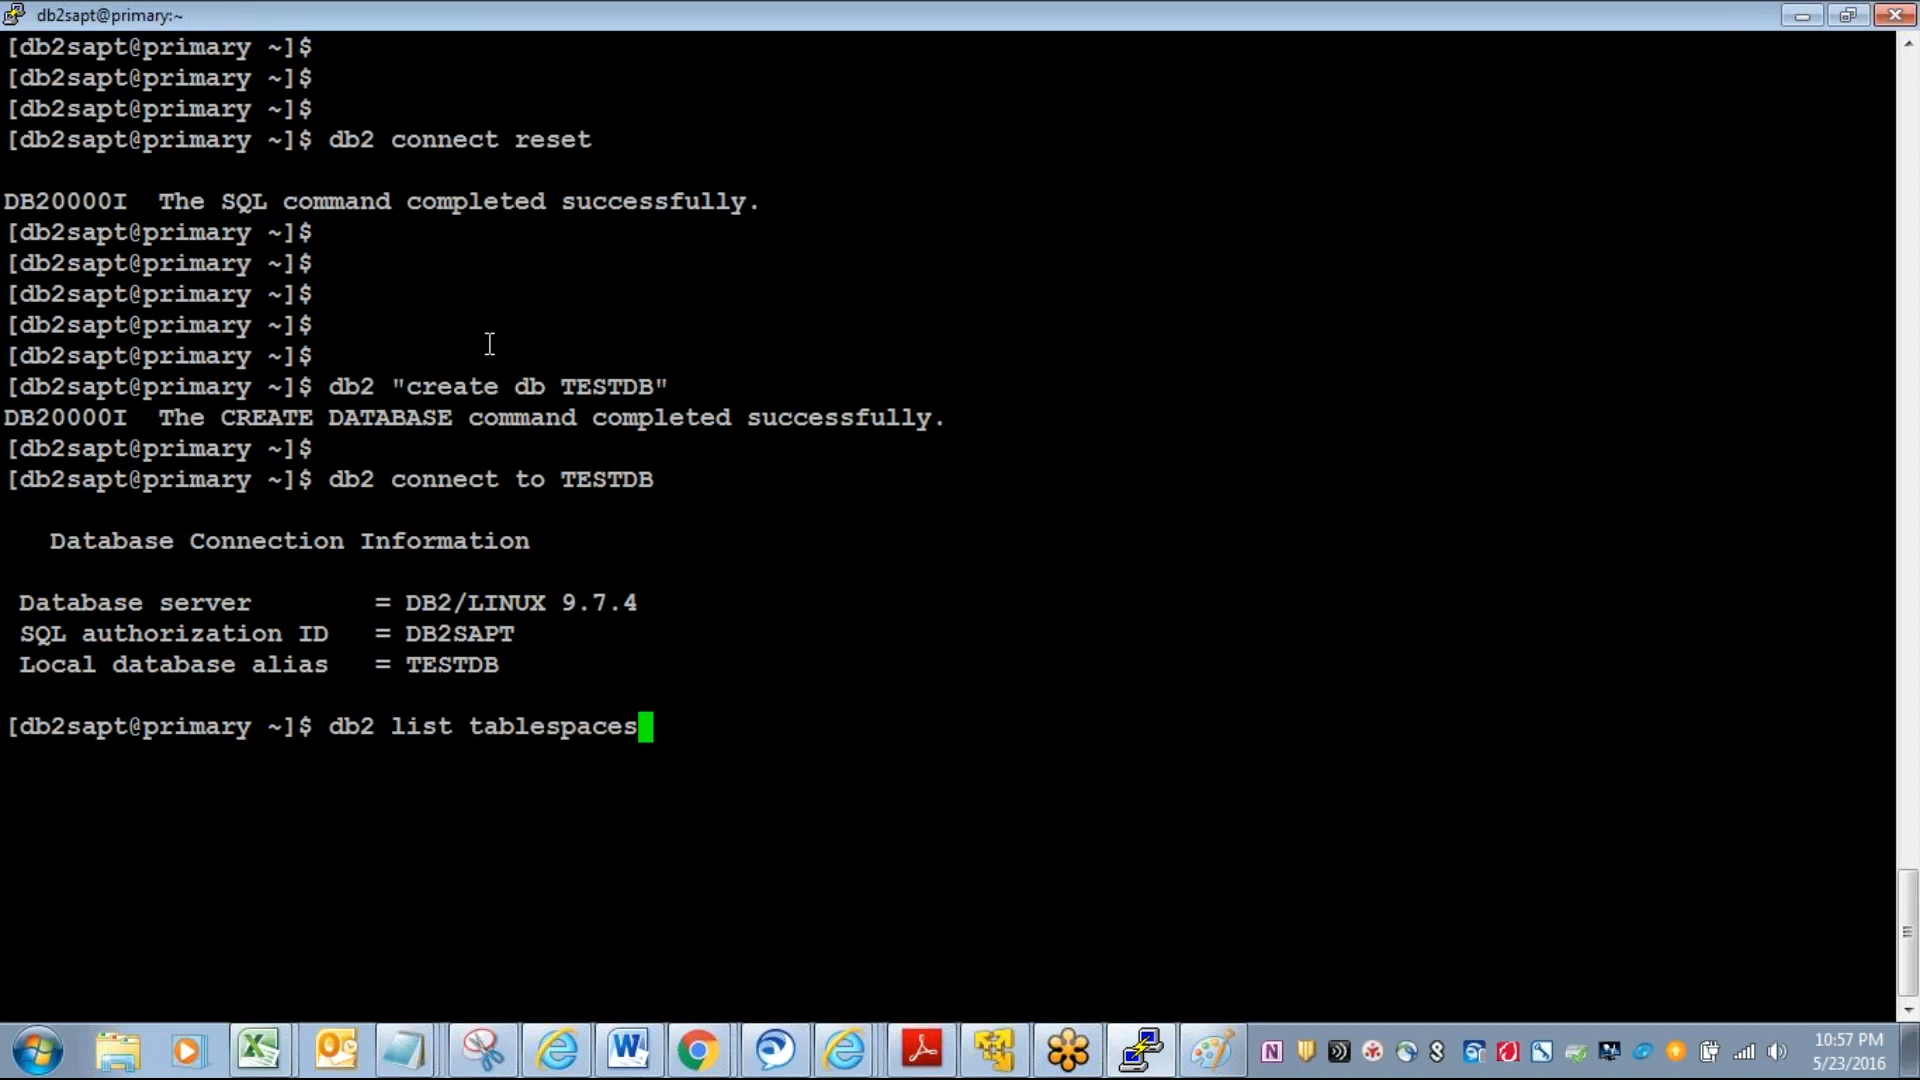 db2sapt@primary:~
[db2sapt@primary ~]$
[db2sapt@primary ~]$
[db2sapt@primary ~]$
[db2sapt@primary ~]$ db2 connect reset
DB20000I  The SQL command completed successfully.
[db2sapt@primary ~]$
[db2sapt@primary ~]$
[db2sapt@primary ~]$
[db2sapt@primary ~]$
[db2sapt@primary ~]$
[db2sapt@primary ~]$ db2 "create db TESTDB"
DB20000I  The CREATE DATABASE command completed successfully.
[db2sapt@primary ~]$
[db2sapt@primary ~]$ db2 connect to TESTDB
Database Connection Information
Database server        = DB2/LINUX 9.7.4
SQL authorization ID   = DB2SAPT
Local database alias   = TESTDB
[db2sapt@primary ~]$ db2 list tablespaces
10:57 PM
5/23/2016